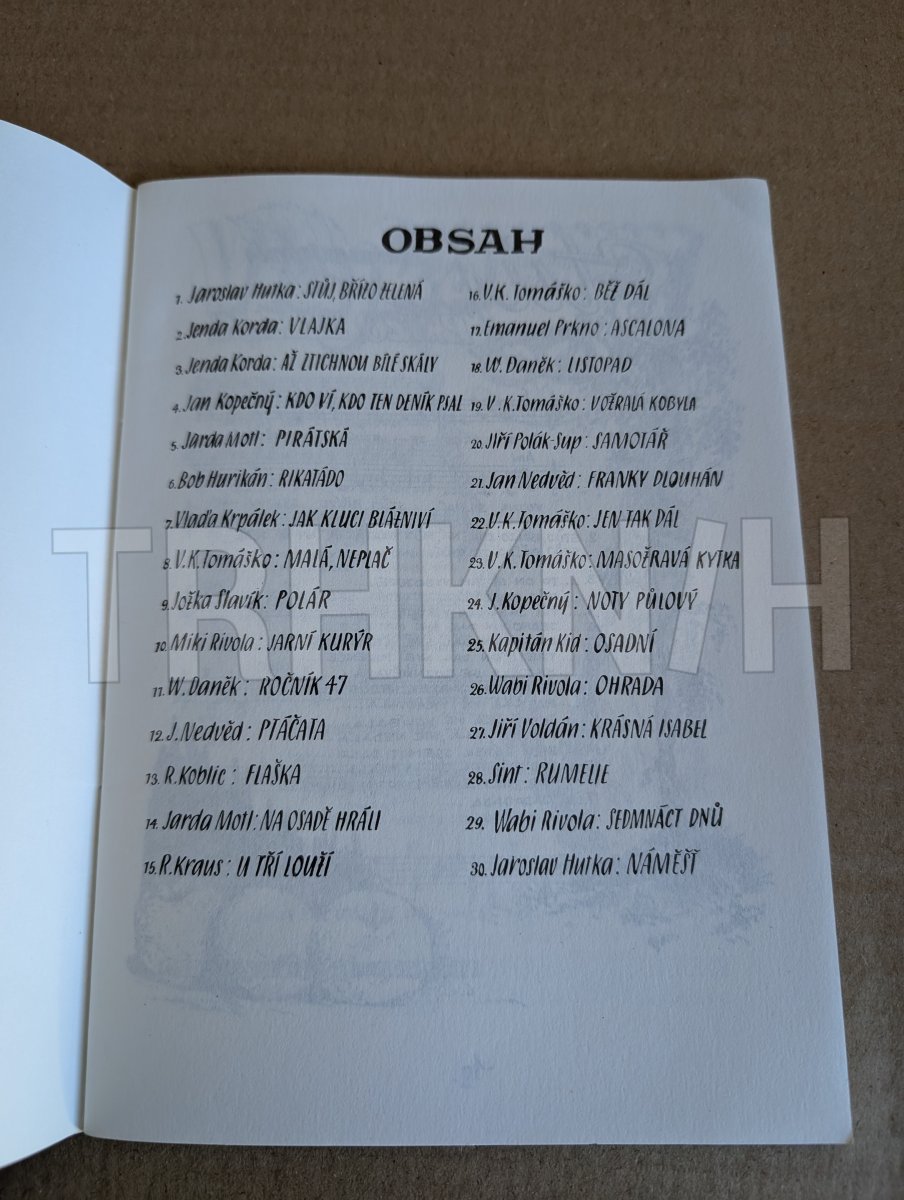 OBSAH
1. Jaroslav Hutka: STŮJ, BŘÍZO ZELENÁ
2. Jenda Korda: VLAJKA
3. Jenda Korda: AŽ ZTICHNOU BÍLÉ SKÁLY
4. Jan Kopečný: KDO VÍ, KDO TEN DENÍK PSAL
5. Jarda Motl: PIRÁTSKÁ
6. Bob Hurikán: RIKATÁDO
7. Vlaďa Krpálek: JAK KLUCI BLÁZNIVÍ
8. V.K.Tomáško: MALÁ, NEPLAČ
9. Jožka Slavík: POLÁR
10. Miki Rivola: JARNÍ KURÝR
11. W. Daněk: ROČNÍK 47
12. J. Nedvěd: PTÁČATA
13. R. Koblic: FLAŠKA
14. Jarda Motl: NA OSADĚ HRÁLI
15. R. Kraus: U TŘÍ LOUŽÍ
16. V.K. Tomáško: BĚŽ DÁL
17. Emanuel Prkno: ASCALONA
18. W. Daněk: LISTOPAD
19. V.K.Tomáško: VOŽRALÁ KOBYLA
20. Jiří Polák-Sup: SAMOTÁŘ
21. Jan Nedvěd: FRANKY DLOUHÁN
22. V.K.Tomáško: JEN TAK DÁL
23. V.K. Tomáško: MASOŽRAVÁ KYTKA
24. J. Kopečný: NOTY PŮLOVÝ
25. Kapitán Kid: OSADNÍ
26. Wabi Rivola: OHRADA
27. Jiří Voldán: KRÁSNÁ ISABEL
28. Sint: RUMELIE
29. Wabi Rivola: SEDMNÁCT DNŮ
30. Jaroslav Hutka: NÁMĚŠŤ
TRHKNIH